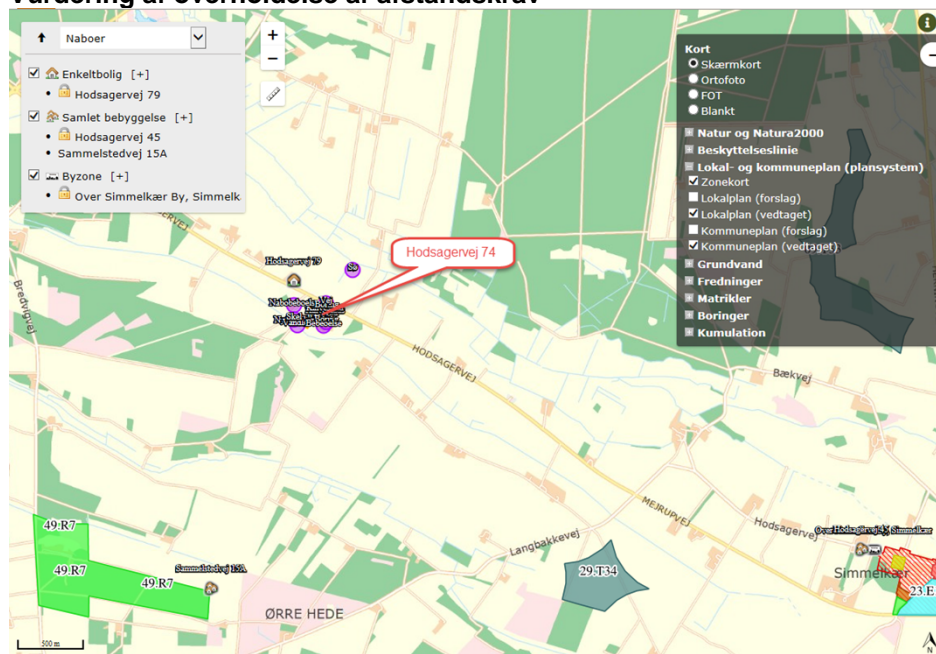 Vurdering af overholdelse af afstandskrav
Naboer
Enkeltbolig [+]
Hodsagervej 79
Samlet bebyggelse [+]
Hodsagervej 45
Sammelstedvej 15A
Byzone [+]
Over Simmelkær By, Simmelk
+
−
i
−
Kort
Skærmkort
Ortofoto
FOT
Blankt
Natur og Natura2000
Beskyttelseslinie
Lokal- og kommuneplan (plansystem)
Zonekort
Lokalplan (forslag)
Lokalplan (vedtaget)
Kommuneplan (forslag)
Kommuneplan (vedtaget)
Grundvand
Fredninger
Matrikler
Boringer
Kumulation
Hodsagervej 74
Hodsagervej 79
Sø
Bredvigvej
HODSAGERVEJ
Bækvej
MEJRUPVEJ
Hodsagervej
Langbakkevej
Simmelkær
49.R7
49.R7
49.R7
Sammelstedvej 15A
29.T34
23.E
ØRRE HEDE
500 m
N